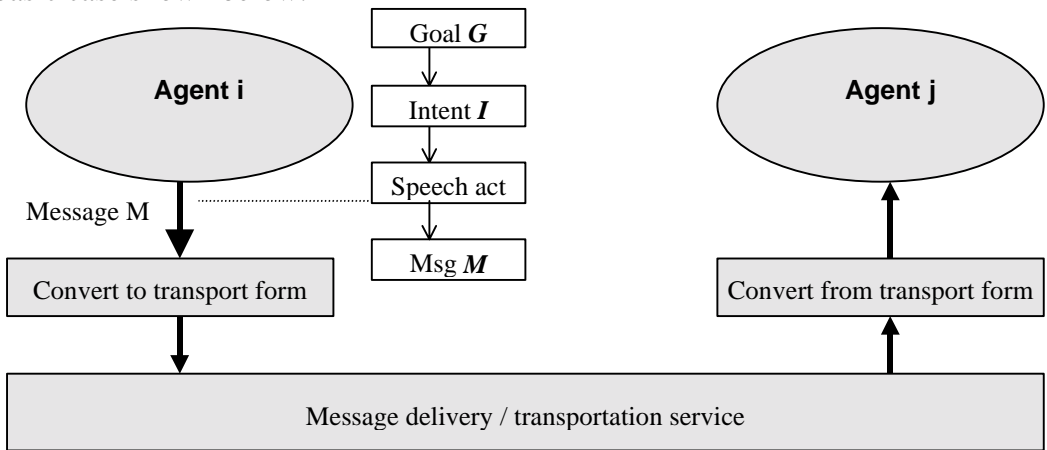 Goal G
Agent i
Agent j
Intent I
Speech act
Message M
Msg M
Convert to transport form
Convert from transport form
Message delivery / transportation service